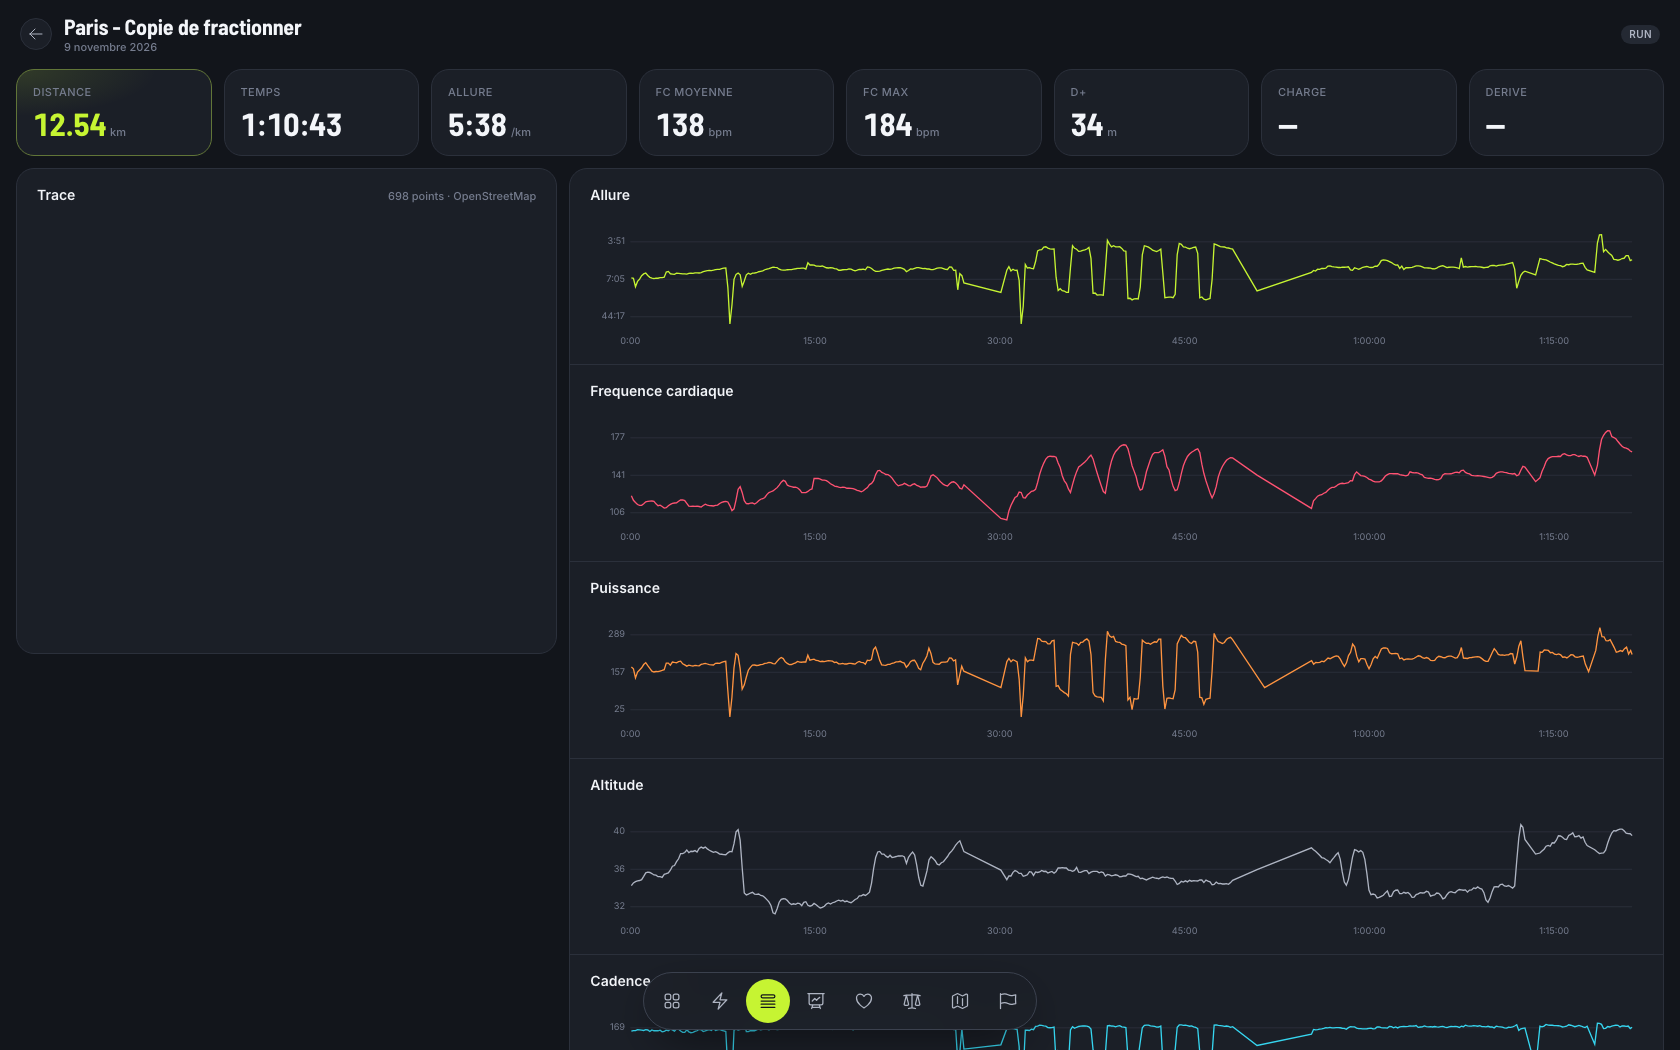 Paris - Copie de fractionner
9 novembre 2026
RUN
DISTANCE
12.54 km
TEMPS
1:10:43
ALLURE
5:38 /km
FC MOYENNE
138 bpm
FC MAX
184 bpm
D+
34 m
CHARGE
–
DERIVE
–
Trace
698 points · OpenStreetMap
Allure
3:51
7:05
44:17
0:00 15:00 30:00 45:00 1:00:00 1:15:00
Frequence cardiaque
177
141
106
0:00 15:00 30:00 45:00 1:00:00 1:15:00
Puissance
289
157
25
0:00 15:00 30:00 45:00 1:00:00 1:15:00
Altitude
40
36
32
0:00 15:00 30:00 45:00 1:00:00 1:15:00
Cadence
169